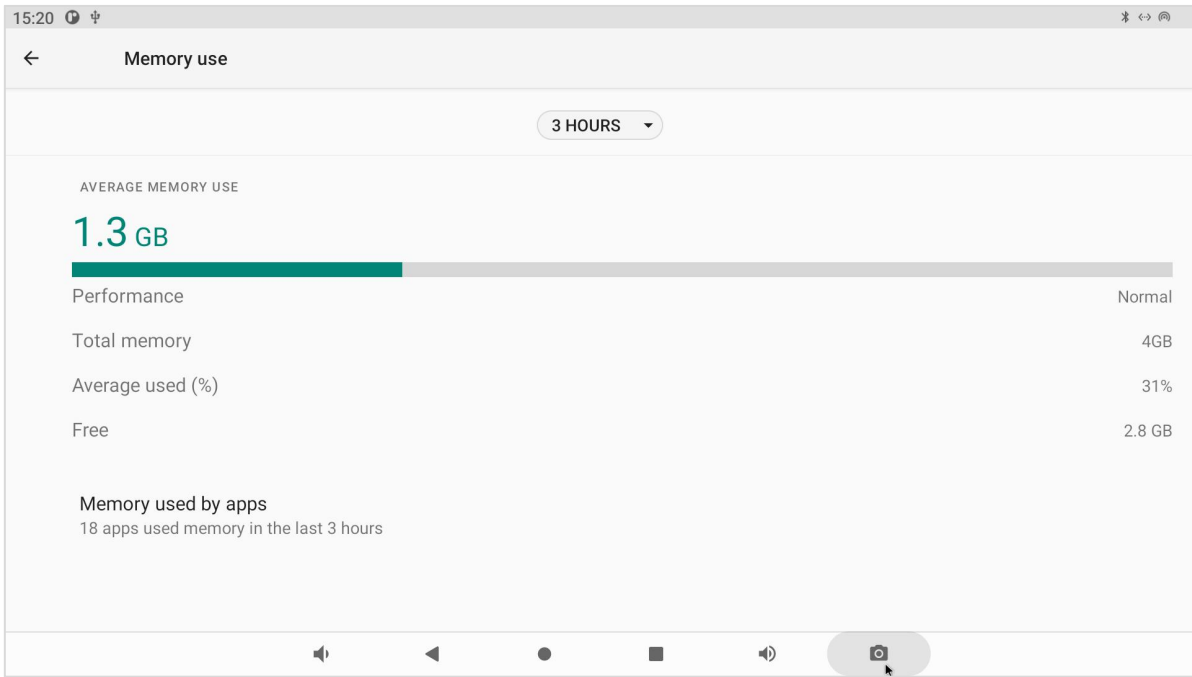 15:20
Memory use
3 HOURS
AVERAGE MEMORY USE
1.3 GB
Performance Normal
Total memory 4GB
Average used (%) 31%
Free 2.8 GB
Memory used by apps
18 apps used memory in the last 3 hours